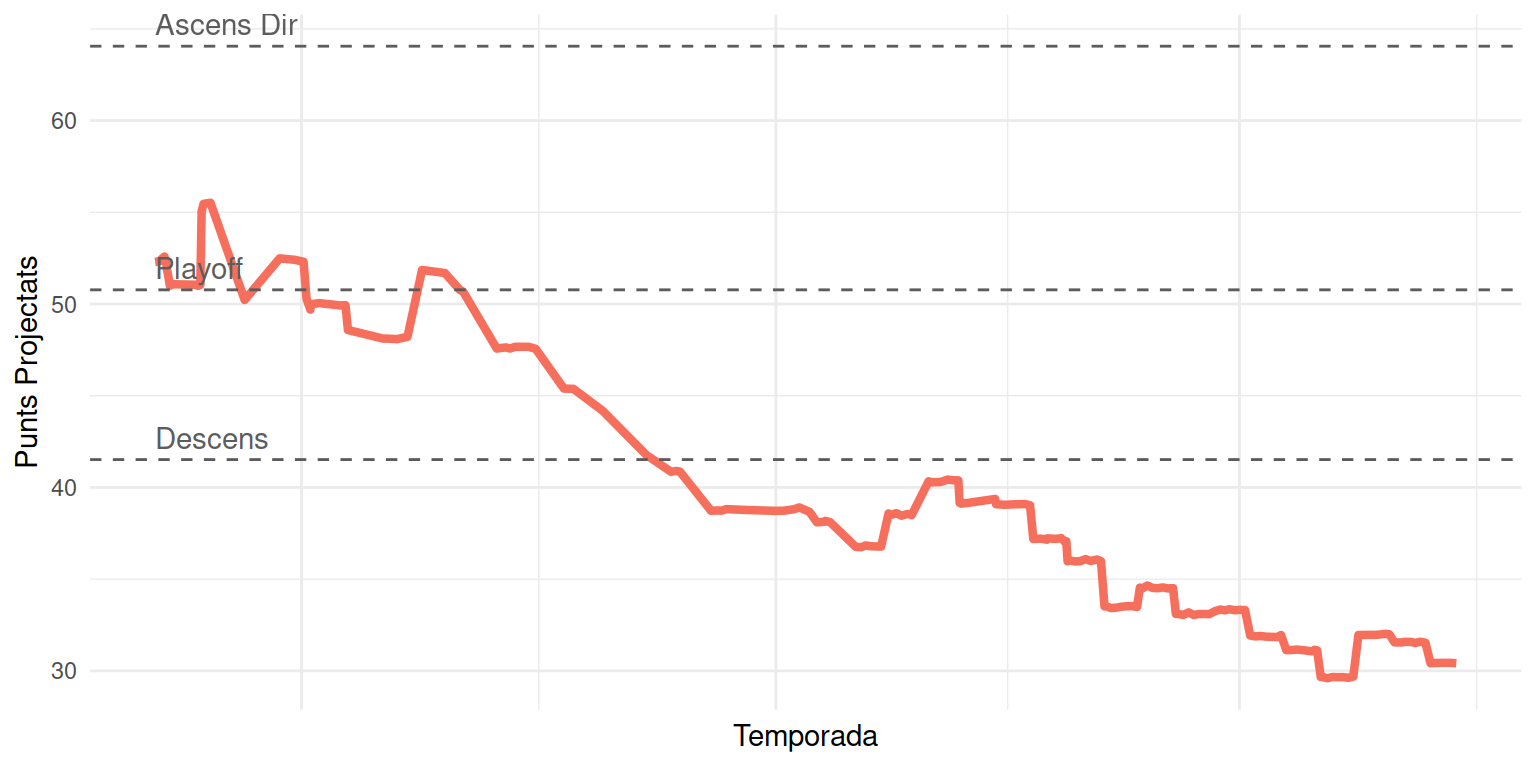 Ascens Dir
60
Playoff
50
Descens
40
30
Punts Projectats
Temporada